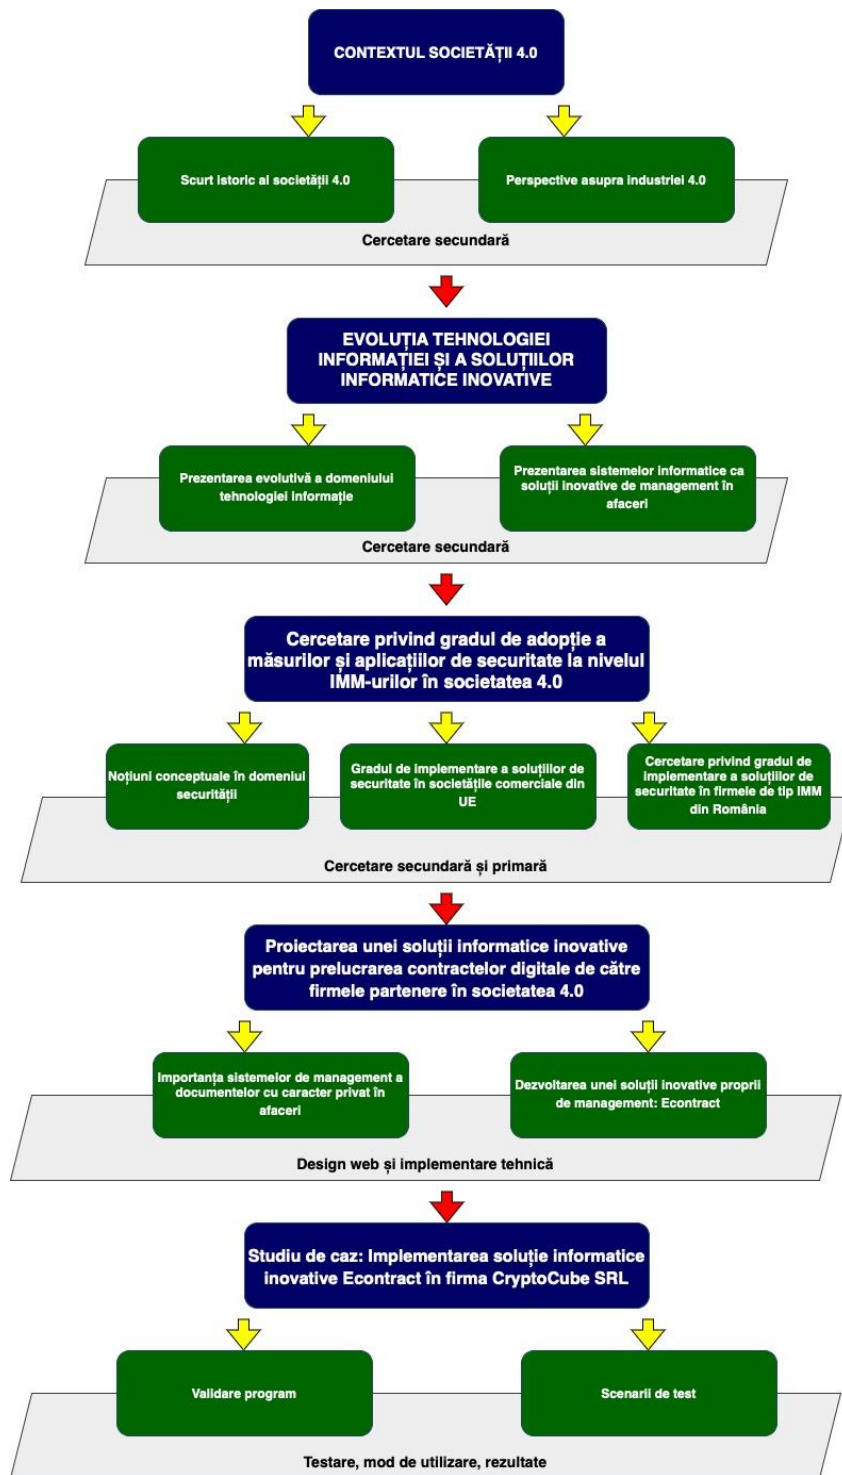 CONTEXTUL SOCIETĂȚII 4.0
Scurt istoric al societății 4.0
Perspective asupra industriei 4.0
Cercetare secundară
EVOLUȚIA TEHNOLOGIEI
INFORMAȚIEI ȘI A SOLUȚIILOR
INFORMATICE INOVATIVE
Prezentarea evolutivă a domeniului
tehnologiei informație
Prezentarea sistemelor informatice ca
soluții inovative de management în
afaceri
Cercetare secundară
Cercetare privind gradul de adopție a
măsurilor și aplicațiilor de securitate la nivelul
IMM-urilor în societatea 4.0
Noțiuni conceptuale în domeniul
securității
Gradul de implementare a soluțiilor de
securitate în societățile comerciale din
UE
Cercetare privind gradul de
implementare a soluțiilor de
securitate în firmele de tip IMM
din România
Cercetare secundară și primară
Proiectarea unei soluții informatice inovative
pentru prelucrarea contractelor digitale de către
firmele partenere în societatea 4.0
Importanța sistemelor de management a
documentelor cu caracter privat în
afaceri
Dezvoltarea unei soluții inovative proprii
de management: Econtract
Design web și implementare tehnică
Studiu de caz: Implementarea soluție informatice
inovative Econtract în firma CryptoCube SRL
Validare program
Scenarii de test
Testare, mod de utilizare, rezultate